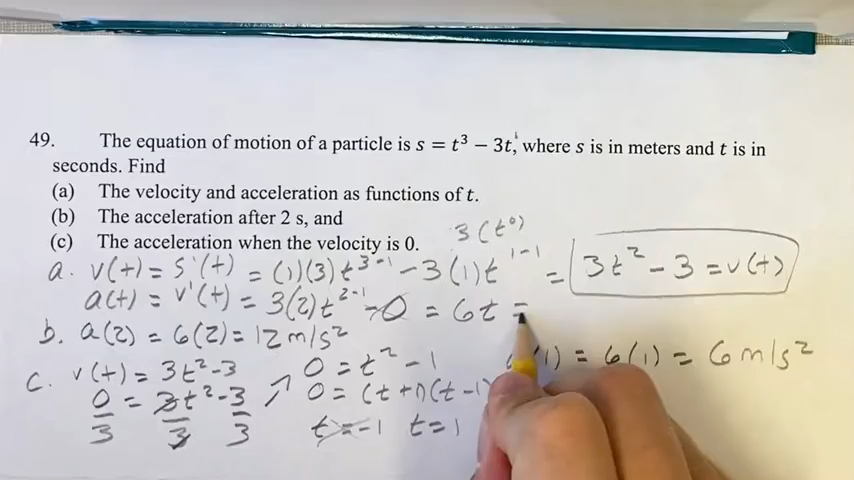 49. The equation of motion of a particle is s = t³ − 3t, where s is in meters and t is in
seconds. Find
(a) The velocity and acceleration as functions of t.
(b) The acceleration after 2 s, and
(c) The acceleration when the velocity is 0.
3(t⁰)
a. v(t) = s'(t) = (1)(3)t³⁻¹ − 3(1)t¹⁻¹ = 3t² − 3 = v(t)
a(t) = v'(t) = 3(2)t²⁻¹ − 0 = 6t =
b. a(2) = 6(2) = 12 m/s²
c. v(t) = 3t² − 3
0/3 = 3t²/3 − 3/3
0 = t² − 1
0 = (t+1)(t−1)
t = −1 t = 1
(1) = 6(1) = 6 m/s²